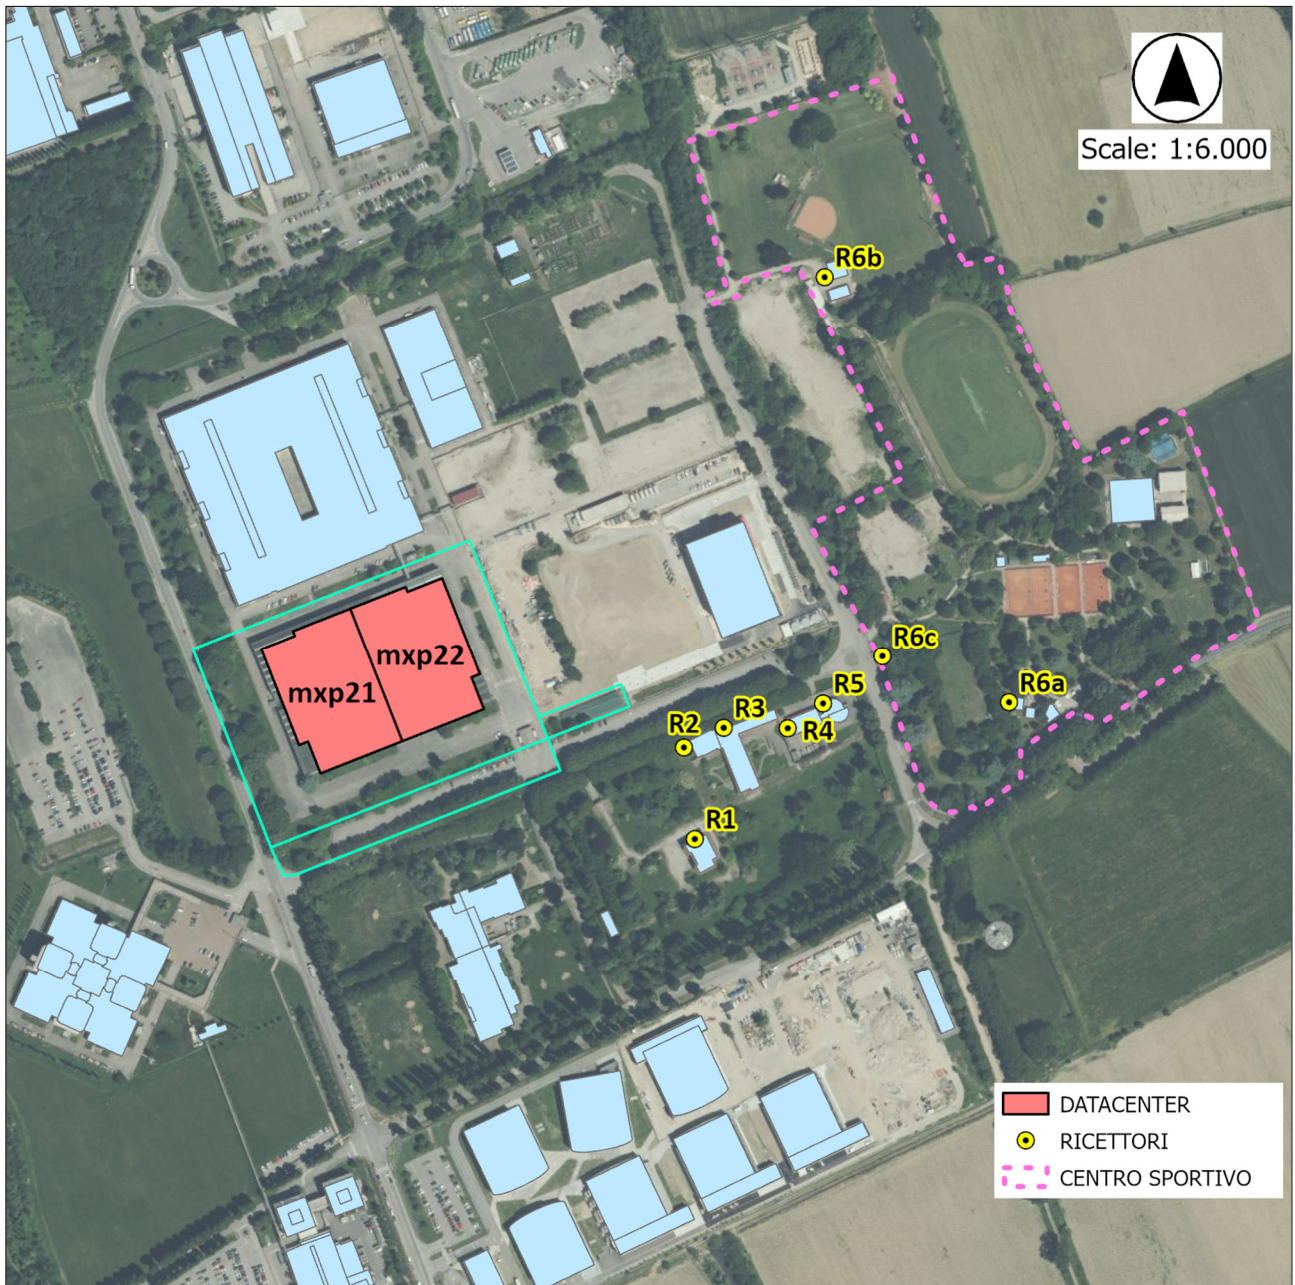 Scale: 1:6.000
R6b
mxp22
mxp21
R6c
R6a
R5
R3
R2
R4
R1
DATACENTER
RICETTORI
CENTRO SPORTIVO